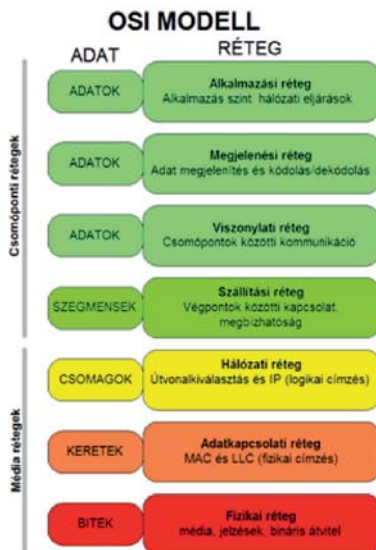 OSI MODELL
ADAT
RÉTEG
Csomóponti rétegek
ADATOK
Alkalmazási réteg
Alkalmazás szint. hálózati eljárások
ADATOK
Megjelenési réteg
Adat megjelenítés és kódolás/dekódolás
ADATOK
Viszonylati réteg
Csomópontok közötti kommunikáció
SZEGMENSEK
Szállítási réteg
Végpontok közötti kapcsolat,
megbízhatóság
Média rétegek
CSOMAGOK
Hálózati réteg
Útvonalkiválasztás és IP (logikai címzés)
KERETEK
Adatkapcsolati réteg
MAC és LLC (fizikai címzés)
BITEK
Fizikai réteg
média, jelzések, bináris átvitel